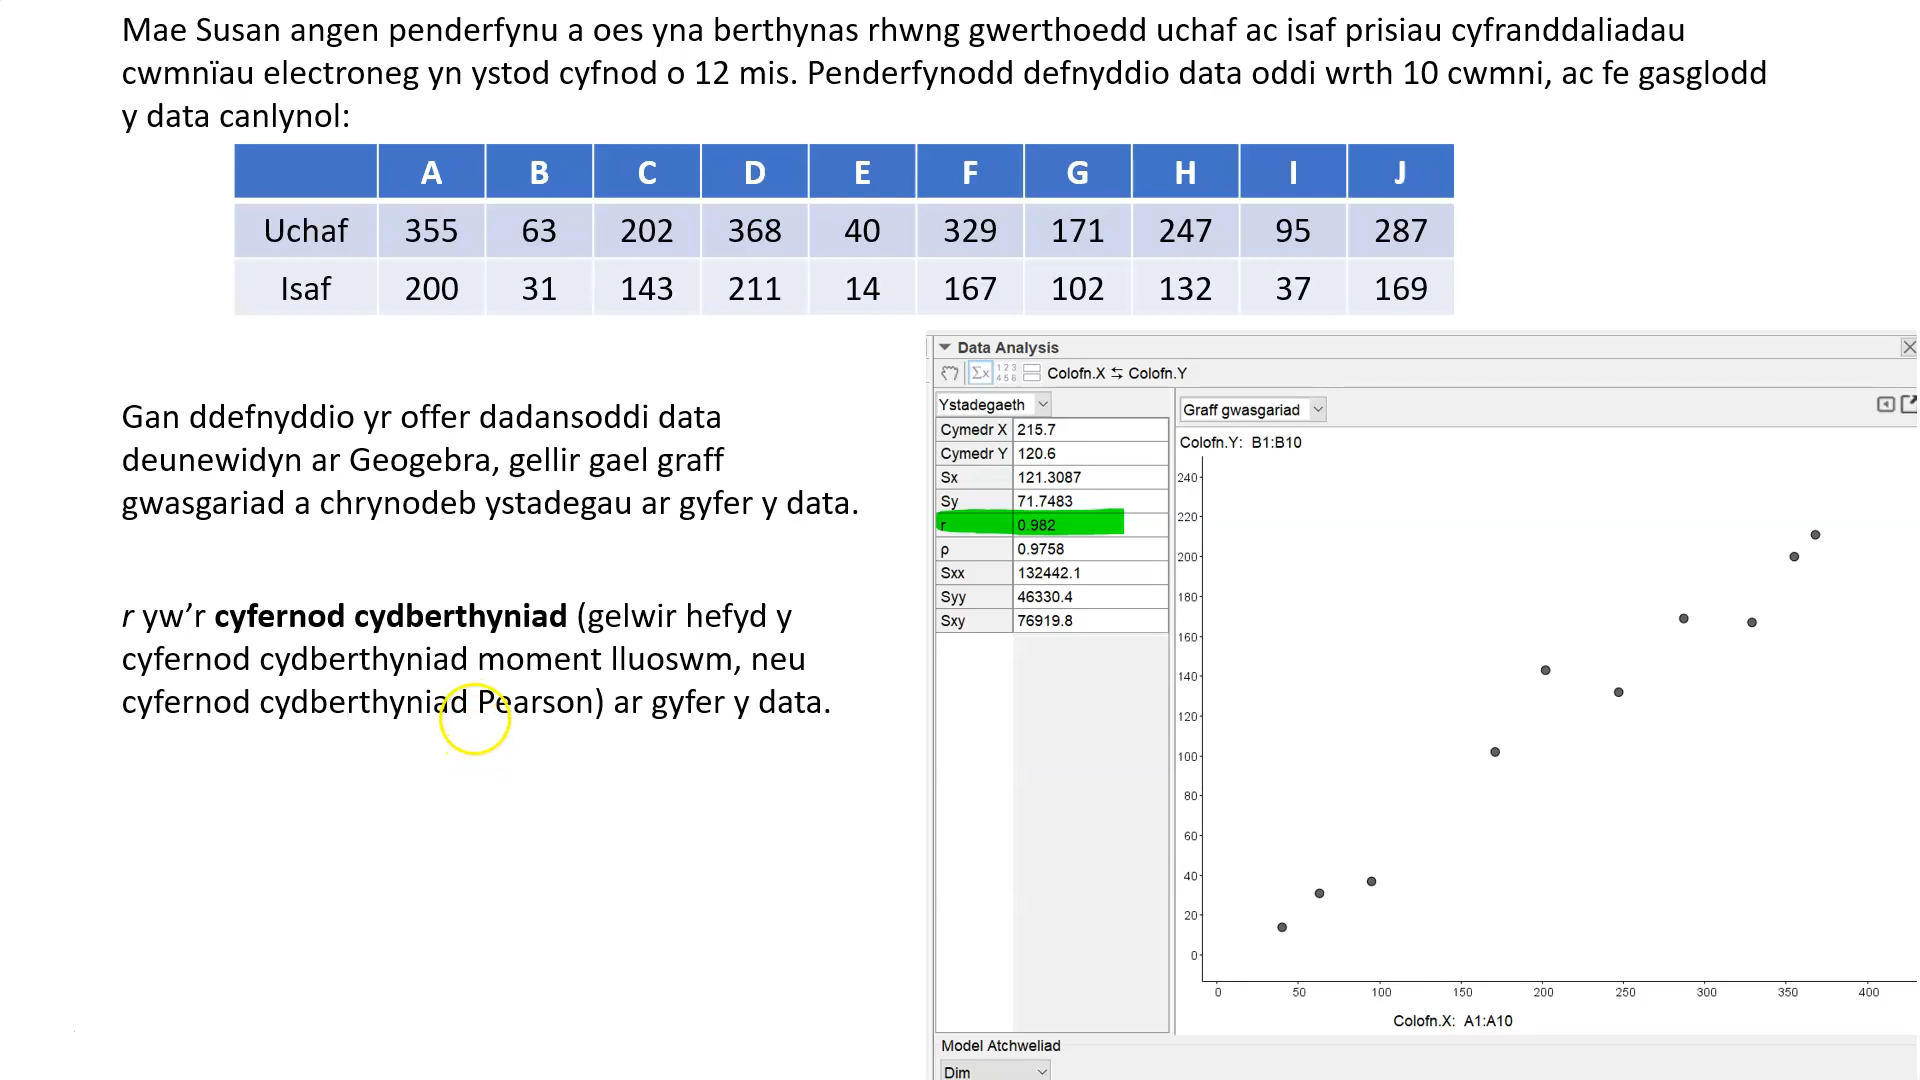 Mae Susan angen penderfynu a oes yna berthynas rhwng gwerthoedd uchaf ac isaf prisiau cyfranddaliadau
cwmnïau electroneg yn ystod cyfnod o 12 mis. Penderfynodd defnyddio data oddi wrth 10 cwmni, ac fe gasglodd
y data canlynol:
A B C D E F G H I J
Uchaf 355 63 202 368 40 329 171 247 95 287
Isaf 200 31 143 211 14 167 102 132 37 169
Gan ddefnyddio yr offer dadansoddi data
deunewidyn ar Geogebra, gellir gael graff
gwasgariad a chrynodeb ystadegau ar gyfer y data.
r yw’r cyfernod cydberthyniad (gelwir hefyd y
cyfernod cydberthyniad moment lluoswm, neu
cyfernod cydberthyniad Pearson) ar gyfer y data.
Data Analysis
Σx 1 2 3 4 5 6 Colofn.X ⇆ Colofn.Y
Ystadegaeth
Cymedr X 215.7
Cymedr Y 120.6
Sx 121.3087
Sy 71.7483
r 0.982
ρ 0.9758
Sxx 132442.1
Syy 46330.4
Sxy 76919.8
Graff gwasgariad
Colofn.Y: B1:B10
240
220
200
180
160
140
120
100
80
60
40
20
0
0 50 100 150 200 250 300 350 400
Colofn.X: A1:A10
Model Atchweliad
Dim